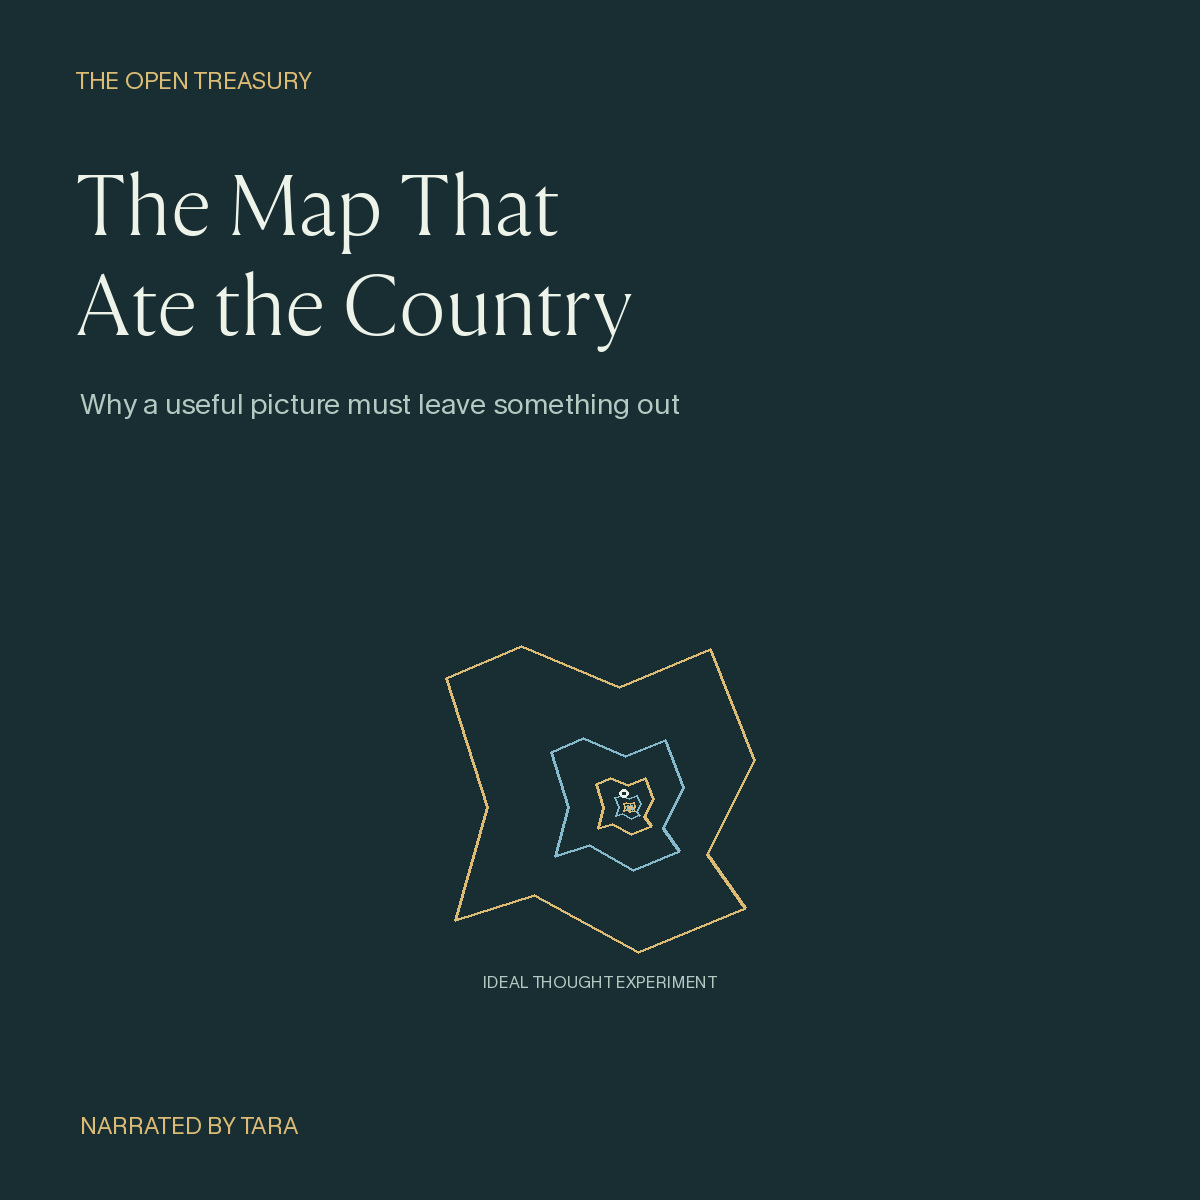 THE OPEN TREASURY
The Map That
Ate the Country
Why a useful picture must leave something out
IDEAL THOUGHT EXPERIMENT
NARRATED BY TARA